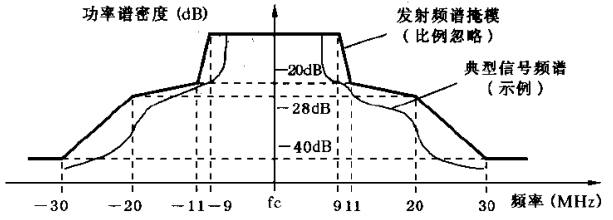 功率谱密度 (dB)
发射频谱掩模
(比例忽略)
典型信号频谱
(示例)
-20dB
-28dB
-40dB
-30 -20 -11 -9 fc 9 11 20 30 频率 (MHz)